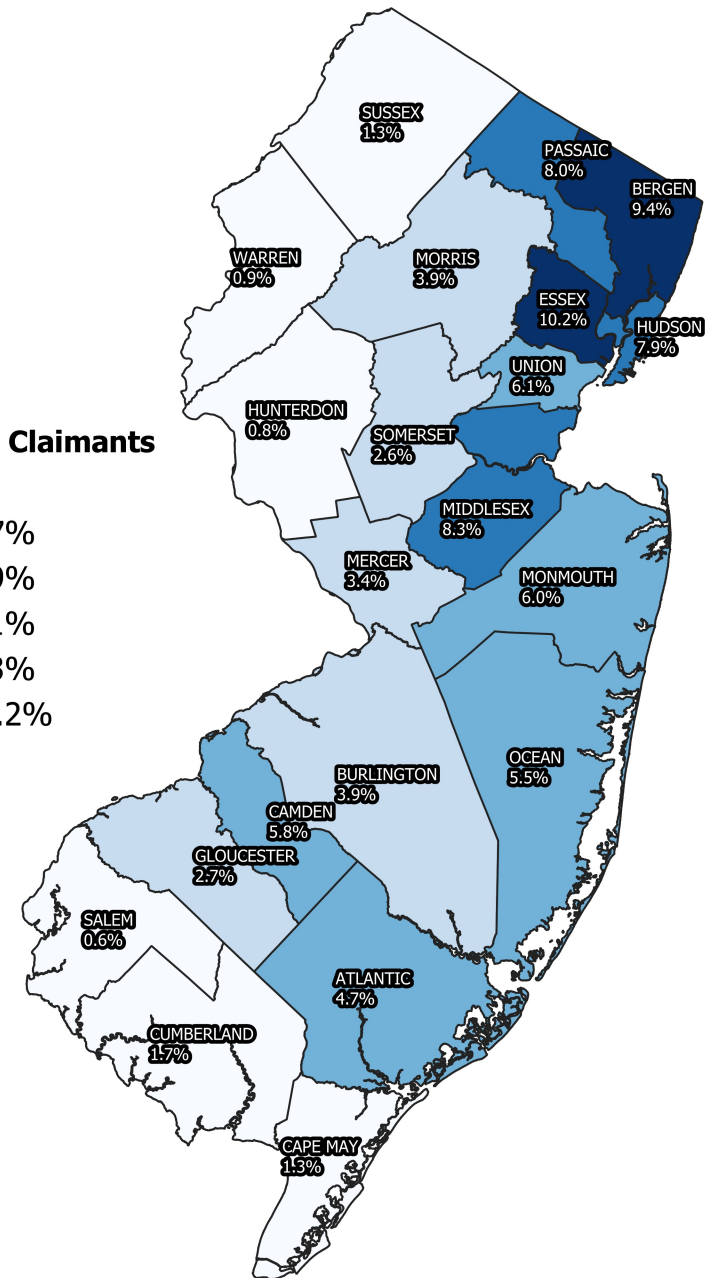 SUSSEX
1.3%
PASSAIC
8.0%
BERGEN
9.4%
WARREN
0.9%
MORRIS
3.9%
ESSEX
10.2%
HUDSON
7.9%
UNION
6.1%
HUNTERDON
0.8%
SOMERSET
2.6%
Claimants
7%
MIDDLESEX
8.3%
MERCER
3.4%
MONMOUTH
6.0%
%
%
3%
.2%
OCEAN
5.5%
BURLINGTON
3.9%
CAMDEN
5.8%
GLOUCESTER
2.7%
SALEM
0.6%
ATLANTIC
4.7%
CUMBERLAND
1.7%
CAPE MAY
1.3%